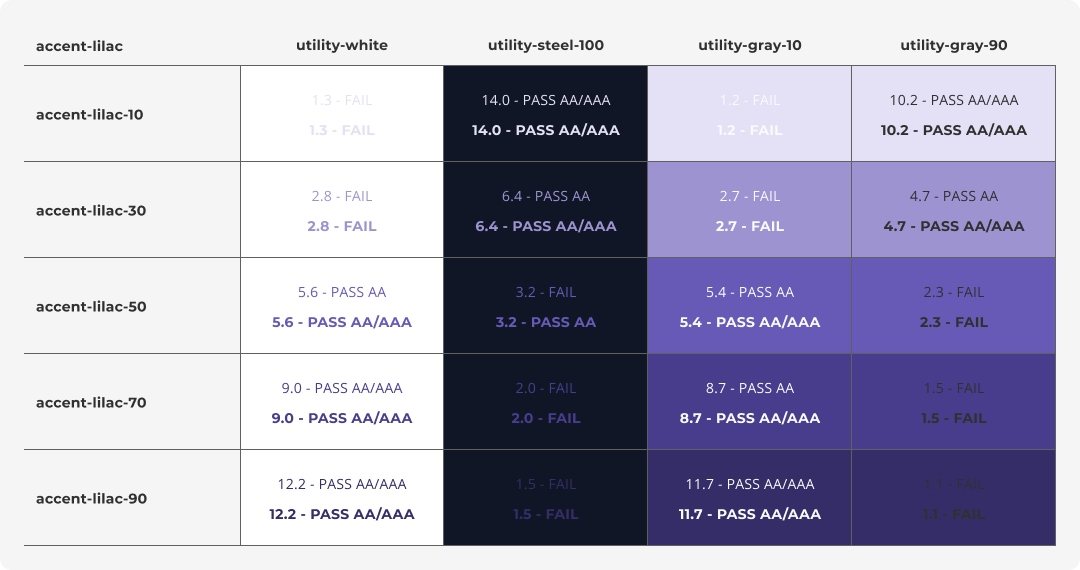 accent-lilac utility-white utility-steel-100 utility-gray-10 utility-gray-90
accent-lilac-10
1.3 - FAIL
1.3 - FAIL
14.0 - PASS AA/AAA
14.0 - PASS AA/AAA
1.2 - FAIL
1.2 - FAIL
10.2 - PASS AA/AAA
10.2 - PASS AA/AAA
accent-lilac-30
2.8 - FAIL
2.8 - FAIL
6.4 - PASS AA
6.4 - PASS AA/AAA
2.7 - FAIL
2.7 - FAIL
4.7 - PASS AA
4.7 - PASS AA/AAA
accent-lilac-50
5.6 - PASS AA
5.6 - PASS AA/AAA
3.2 - FAIL
3.2 - PASS AA
5.4 - PASS AA
5.4 - PASS AA/AAA
2.3 - FAIL
2.3 - FAIL
accent-lilac-70
9.0 - PASS AA/AAA
9.0 - PASS AA/AAA
2.0 - FAIL
2.0 - FAIL
8.7 - PASS AA
8.7 - PASS AA/AAA
1.5 - FAIL
1.5 - FAIL
accent-lilac-90
12.2 - PASS AA/AAA
12.2 - PASS AA/AAA
1.5 - FAIL
1.5 - FAIL
11.7 - PASS AA/AAA
11.7 - PASS AA/AAA
1.1 - FAIL
1.1 - FAIL